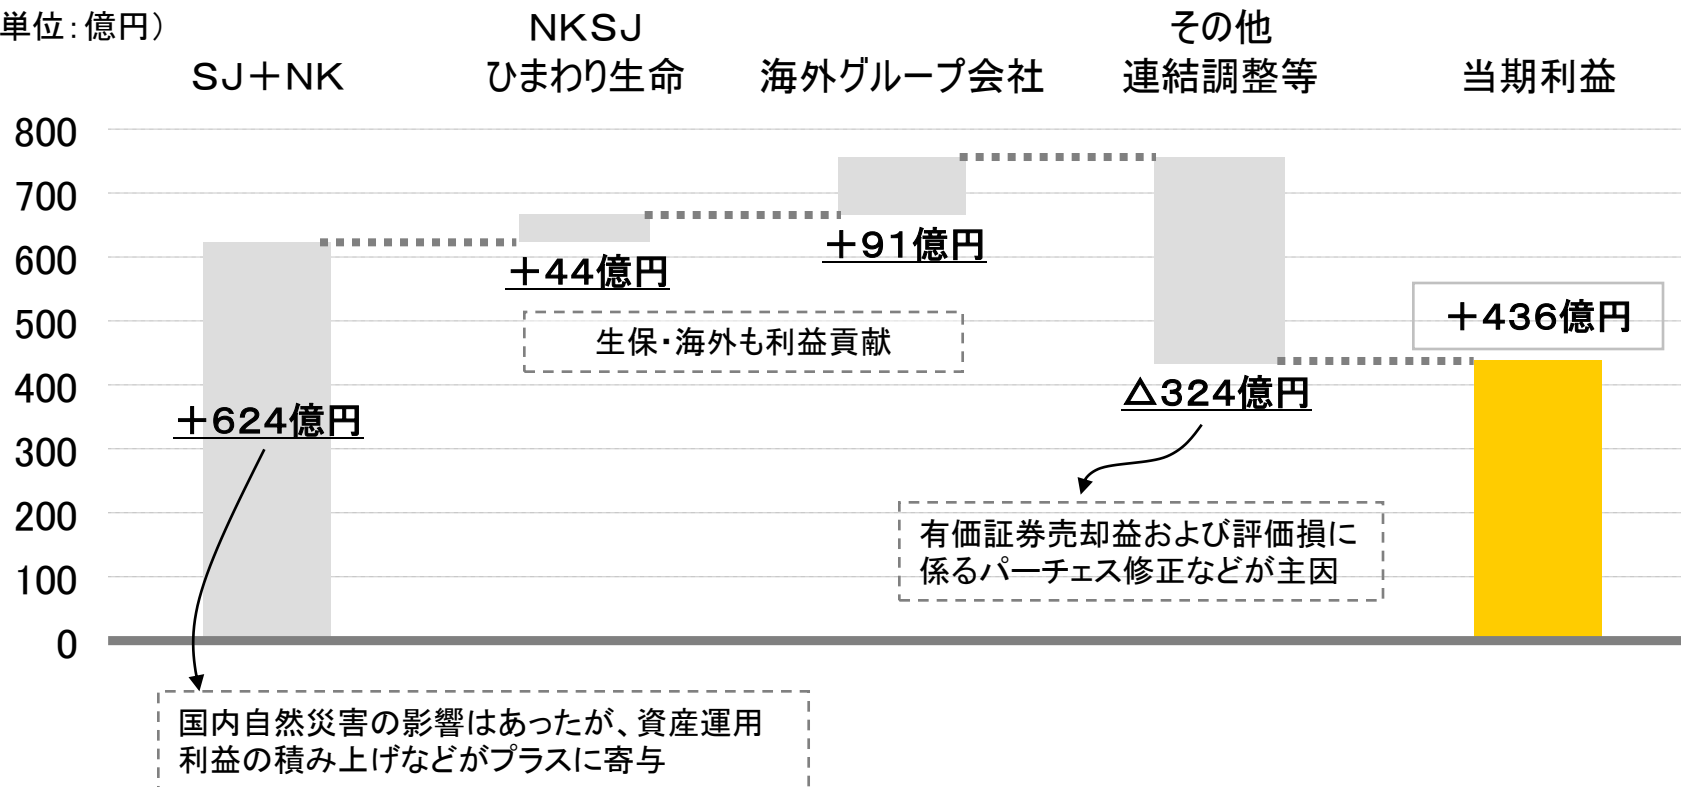 単位：億円）
ＳＪ＋ＮＫ
ＮＫＳＪ
ひまわり生命
海外グループ会社
その他
連結調整等
当期利益
800
700
600
500
400
300
200
100
0
＋624億円
＋44億円
＋91億円
△324億円
＋436億円
生保・海外も利益貢献
有価証券売却益および評価損に
係るパーチェス修正などが主因
国内自然災害の影響はあったが、資産運用
利益の積み上げなどがプラスに寄与